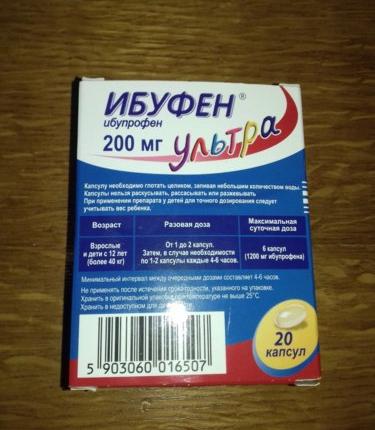 ИБУФЕН®
ибупрофен
200 мг
ультра
Капсулу необходимо глотать целиком, запивая небольшим количеством воды.
Капсулы нельзя раскусывать, рассасывать или разжевывать
При применении препарата у детей для точного дозирования следует
учитывать вес ребенка.
Возраст
Разовая доза
Максимальная
суточная доза
Взрослые
и дети с 12 лет
(более 40 кг)
От 1 до 2 капсул.
Затем, в случае необходимости
по 1-2 капсулы каждые 4-6 часов.
6 капсул
(1200 мг ибупрофена)
Минимальный интервал между очередными дозами составляет 4-6 часов.
Не применять после истечения срока годности, указанного на упаковке.
Хранить в оригинальной упаковке при температуре не выше 25°C.
Хранить в недоступном для детей
20
капсул
5 903060 016507